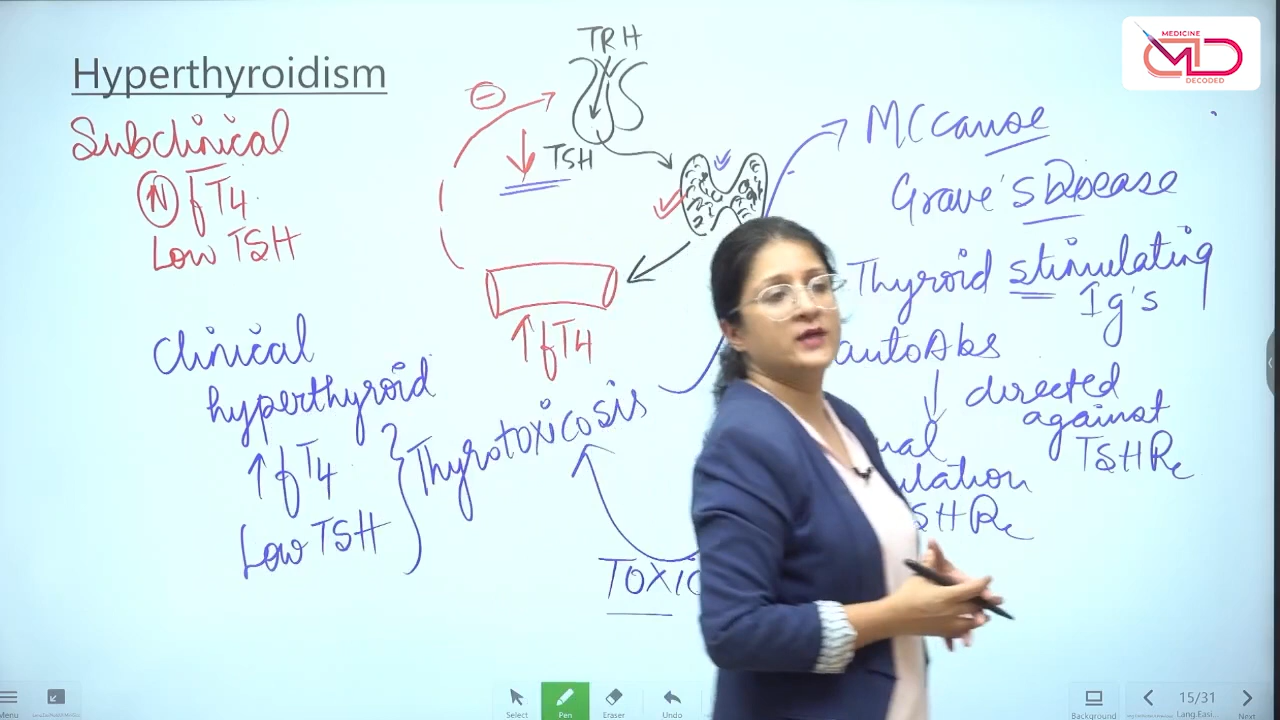 Hyperthyroidism
Subclinical
N fT4
Low TSH
Clinical
hyperthyroid
↑ fT4
Low TSH
Thyrotoxicosis
TRH
TSH
↑ fT4
TOXIC
MC cause
Grave's Disease
Thyroid stimulating
Ig's
autoAbs
directed
against
TSHRc
MEDICINE
MD
DECODED
Menu
Select
Pen
Eraser
Undo
Background
15/31
Next